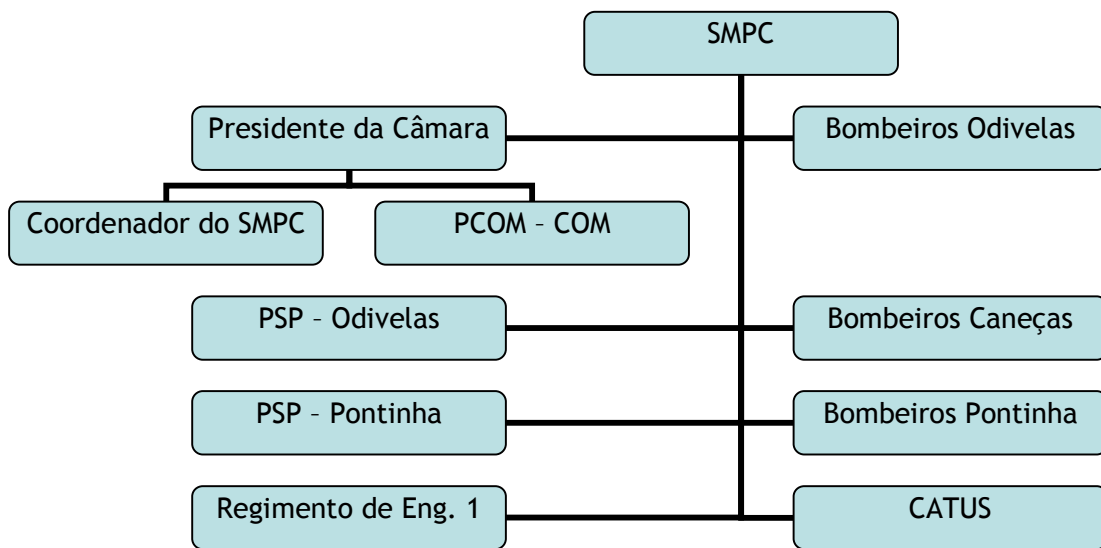 SMPC
Presidente da Câmara
Bombeiros Odivelas
Coordenador do SMPC
PCOM – COM
PSP – Odivelas
Bombeiros Caneças
PSP – Pontinha
Bombeiros Pontinha
Regimento de Eng. 1
CATUS